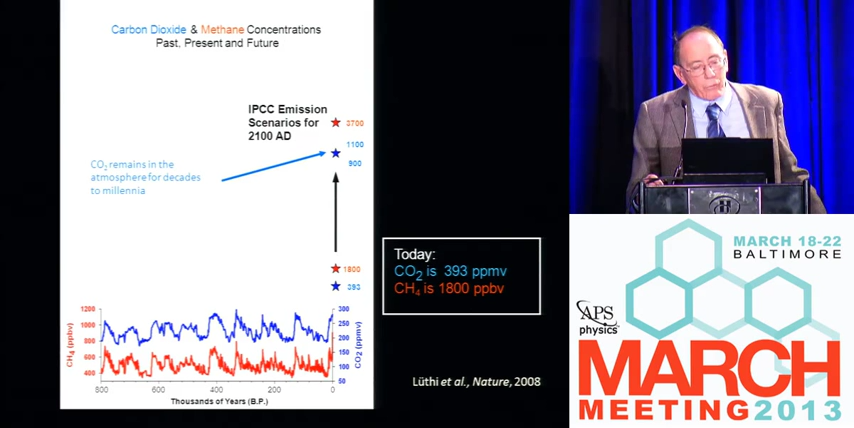 Carbon Dioxide & Methane Concentrations
Past, Present and Future
IPCC Emission
Scenarios for
2100 AD
3700
1100
900
CO₂ remains in the
atmosphere for decades
to millennia
1800
390
Today:
CO₂ is 393 ppmv
CH₄ is 1800 ppbv
1200
1000
800
600
400
CH₄ (ppbv)
300
250
200
150
100
50
CO₂ (ppmv)
800
600
400
200
0
Thousands of Years (B.P.)
Lüthi et al., Nature, 2008
MARCH 18-22
BALTIMORE
APS
physics
MARCH
MEETING2013